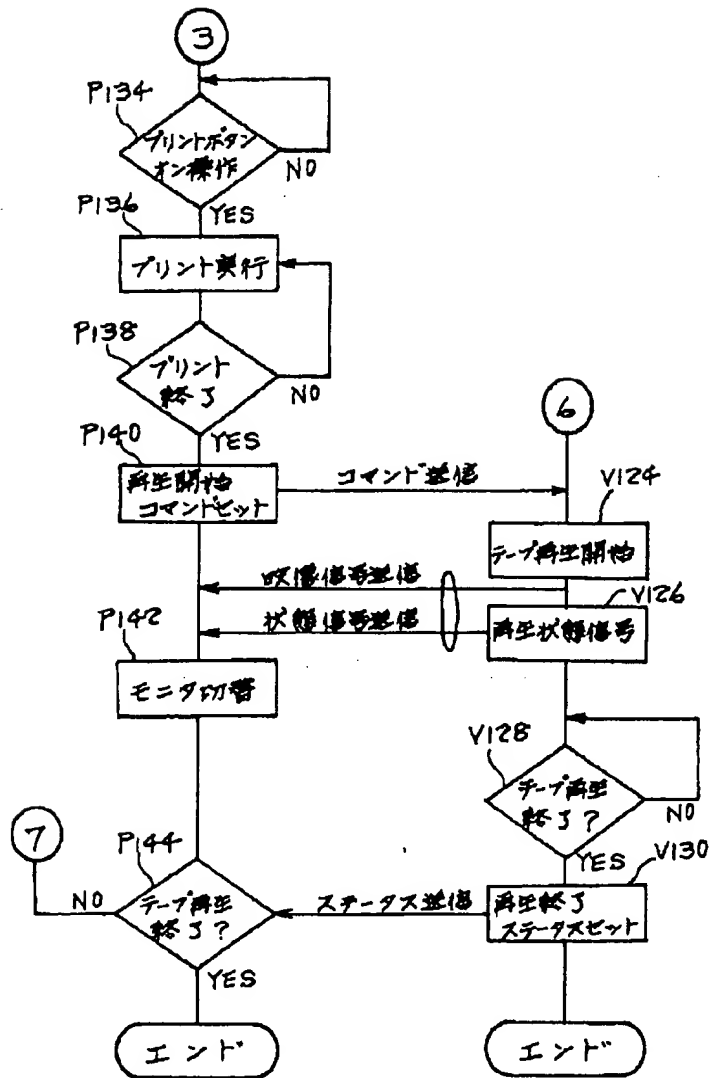 3
P134
プリントボタン
オン操作
NO
YES
P136
プリント実行
P138
プリント
終了
NO
YES
P140
再生開始
コマンドセット
コマンド送信
6
V124
テープ再生開始
映像信号送信
V126
状態信号送信
再生状態信号
P142
モニタ切替
V128
テープ再生
終了?
NO
YES
7
P144
NO
テープ再生
終了?
YES
ステータス送信
V130
再生終了
ステータスセット
エンド
エンド